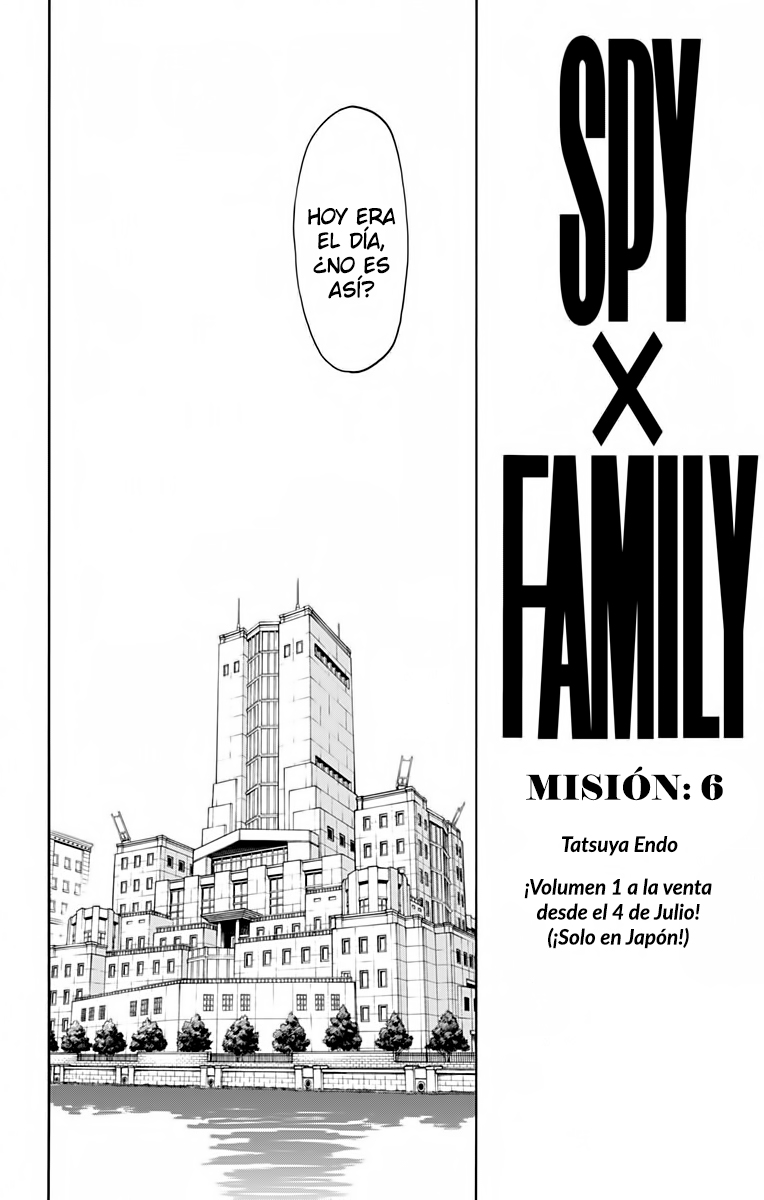 SPY
×
FAMILY
MISIÓN: 6
Tatsuya Endo
¡Volumen 1 a la venta
desde el 4 de Julio!
(¡Solo en Japón!)
HOY ERA
EL DÍA,
¿NO ES
ASÍ?